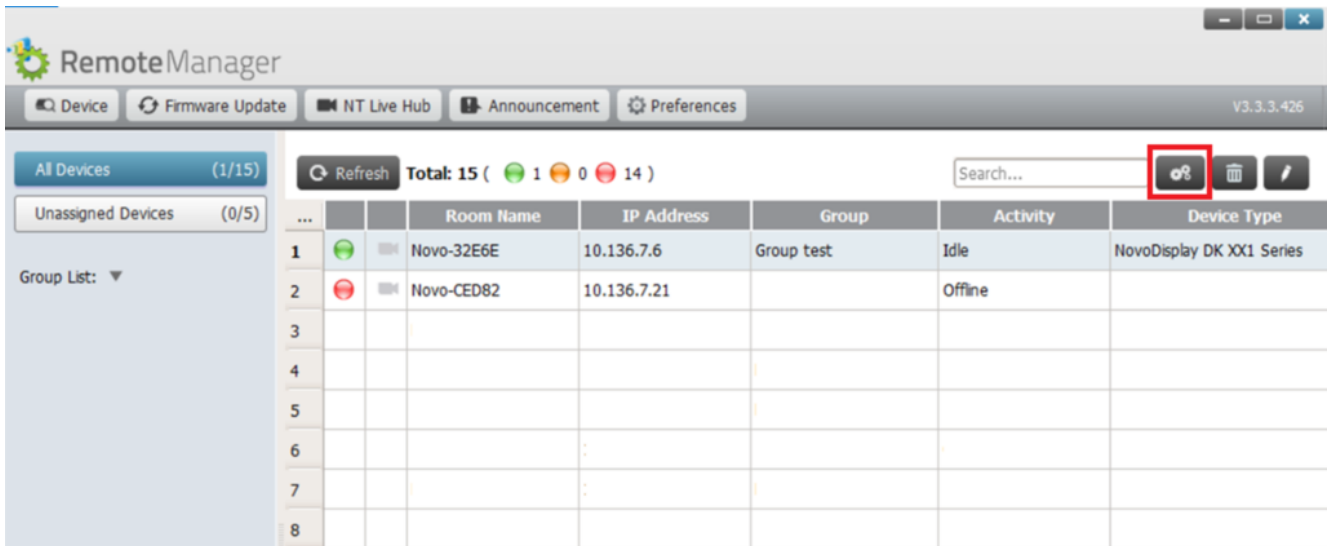 RemoteManager
Device Firmware Update NT Live Hub Announcement Preferences V3.3.3.426
All Devices (1/15)
Unassigned Devices (0/5)
Group List:
Refresh Total: 15 ( 1 0 14 ) Search...
... Room Name IP Address Group Activity Device Type
1 Novo-32E6E 10.136.7.6 Group test Idle NovoDisplay DK XX1 Series
2 Novo-CED82 10.136.7.21 Offline
3
4
5
6
7
8